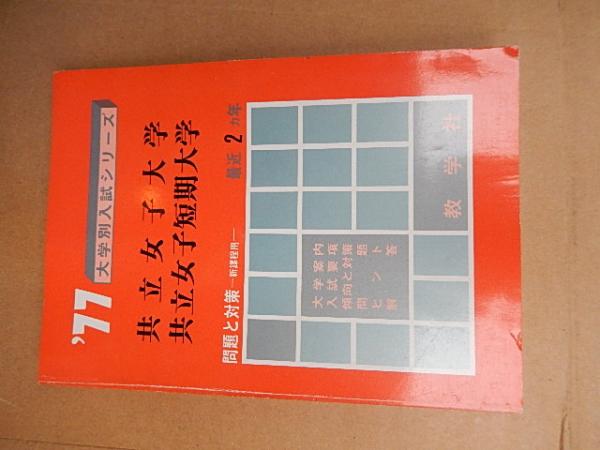 '77 大学別入試シリーズ
共立女子大学
共立女子短期大学
問題と対策―新課程用― 最近2ヵ年
大学案内
入試要項
傾向と対策
問題
ヒント
解答
教学社